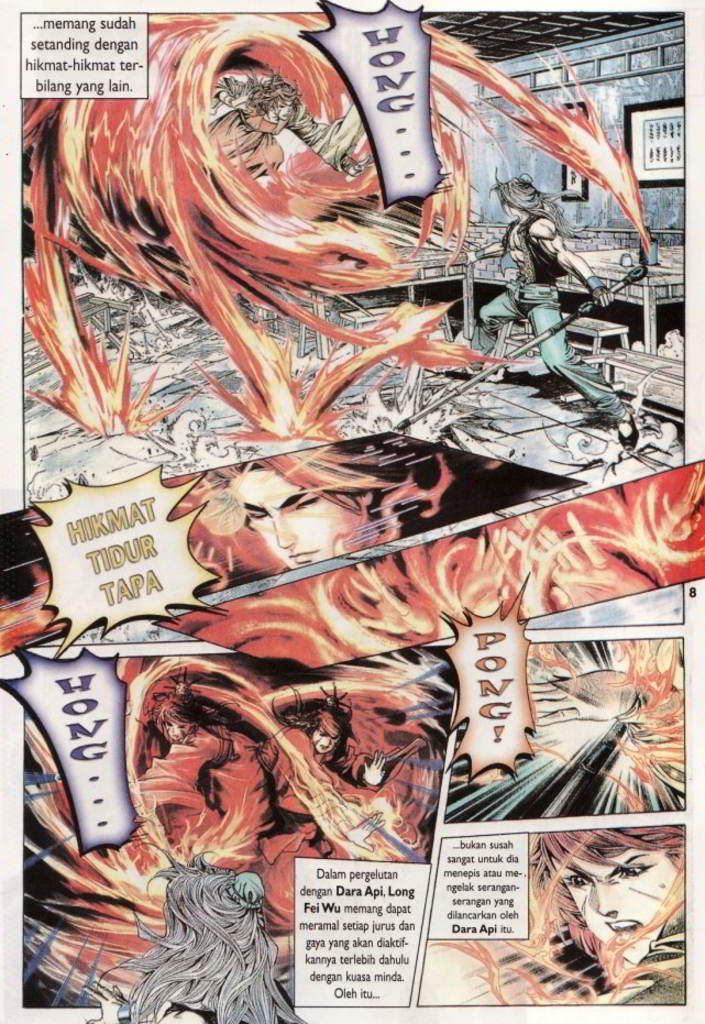 ...memang sudah
setanding dengan
hikmat-hikmat ter-
bilang yang lain.
HONG...
HIKMAT
TIDUR
TAPA
8
HONG...
PONG!
Dalam pergelutan
dengan Dara Api, Long
Fei Wu memang dapat
meramal setiap jurus dan
gaya yang akan diaktif-
kannya terlebih dahulu
dengan kuasa minda.
Oleh itu...
...bukan susah
sangat untuk dia
menepis atau me-
ngelak serangan-
serangan yang
dilancarkan oleh
Dara Api itu.